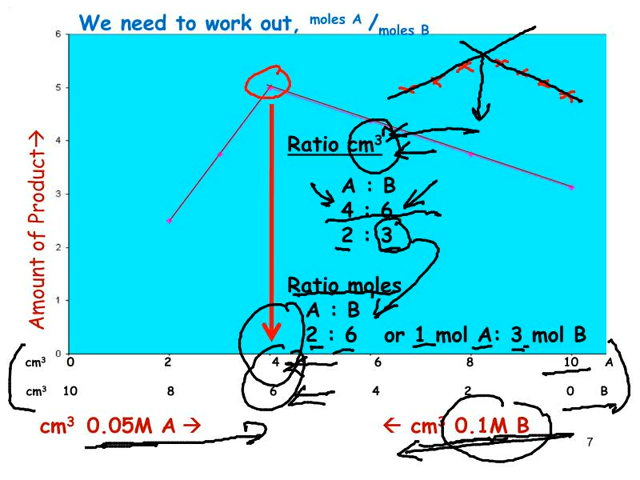 We need to work out, moles A / moles B
6
5
4
3
2
1
0
Amount of Product→
Ratio cm³
A : B
4 : 6
2 : 3
Ratio moles
A : B
2 : 6 or 1 mol A: 3 mol B
cm³ 0 2 4 6 8 10 A
cm³ 10 8 6 4 2 0 B
cm³ 0.05M A → ← cm³ 0.1M B
7